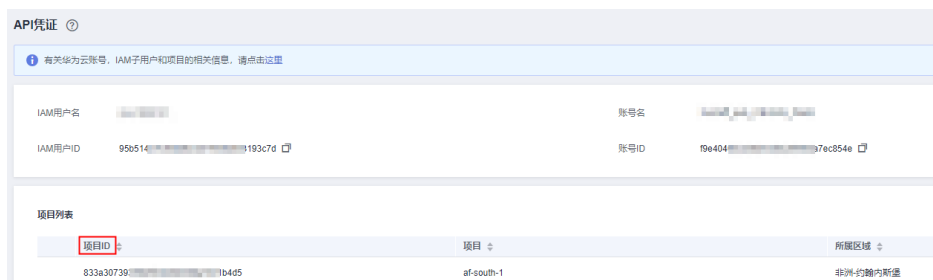 API凭证
有关华为云账号，IAM子用户和项目的相关信息，请点击这里
IAM用户名 账号名
IAM用户ID 95b514 193c7d 账号ID f9e404 a7ec854e
项目列表
项目ID 项目 所属区域
833a30739 1b4d5 af-south-1 非洲-约翰内斯堡